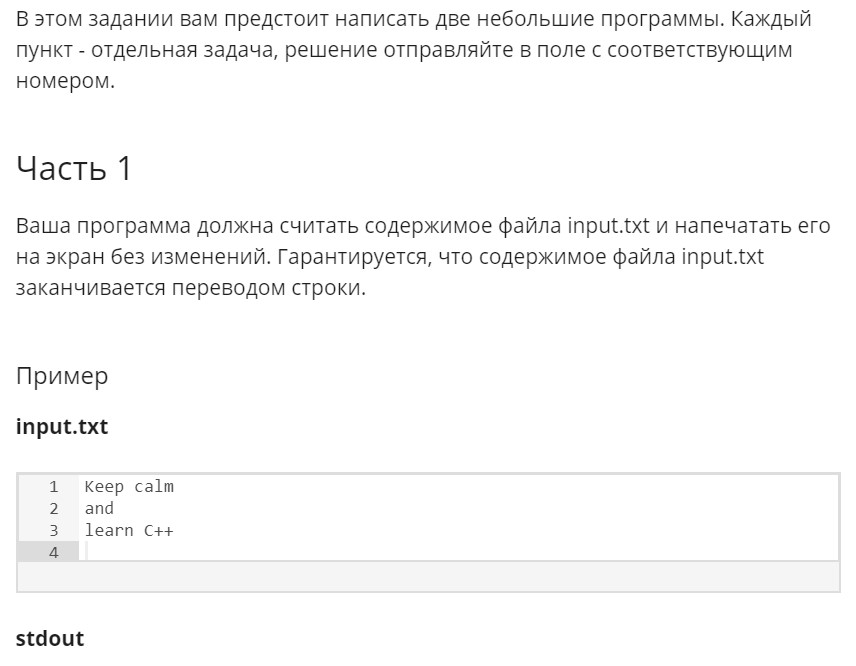 В этом задании вам предстоит написать две небольшие программы. Каждый
пункт - отдельная задача, решение отправляйте в поле с соответствующим
номером.
Часть 1
Ваша программа должна считать содержимое файла input.txt и напечатать его
на экран без изменений. Гарантируется, что содержимое файла input.txt
заканчивается переводом строки.
Пример
input.txt
1 Keep calm
2 and
3 learn C++
4
stdout